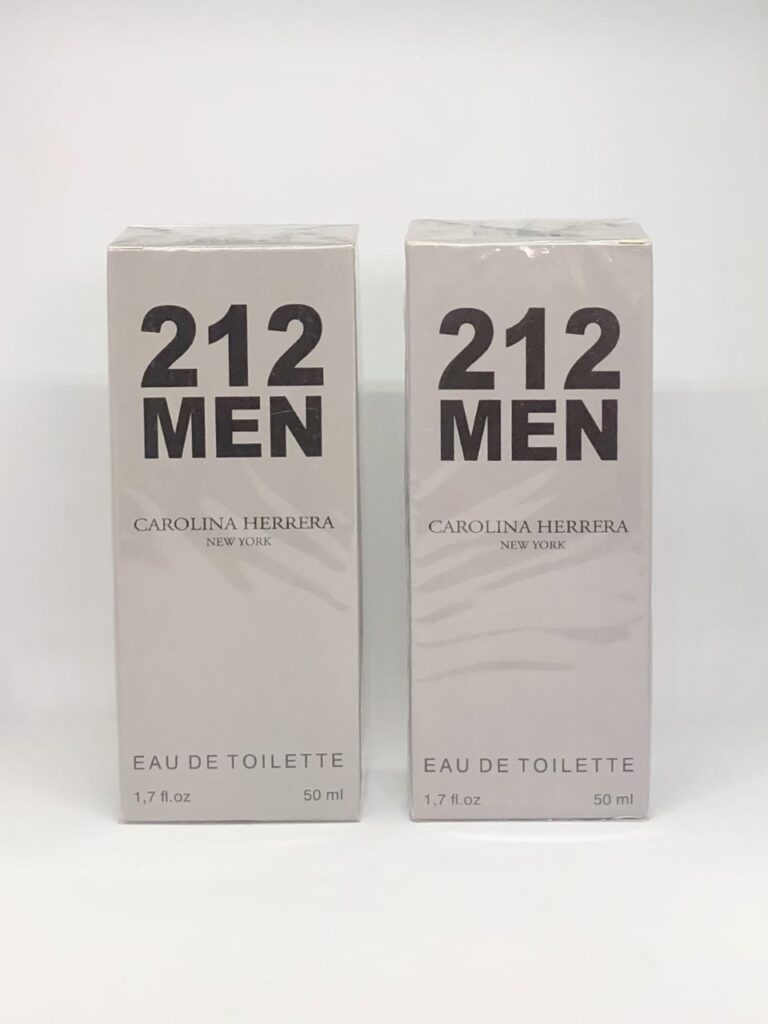 212
MEN
CAROLINA HERRERA
NEW YORK
EAU DE TOILETTE
1,7 fl.oz 50 ml
212
MEN
CAROLINA HERRERA
NEW YORK
EAU DE TOILETTE
1,7 fl.oz 50 ml